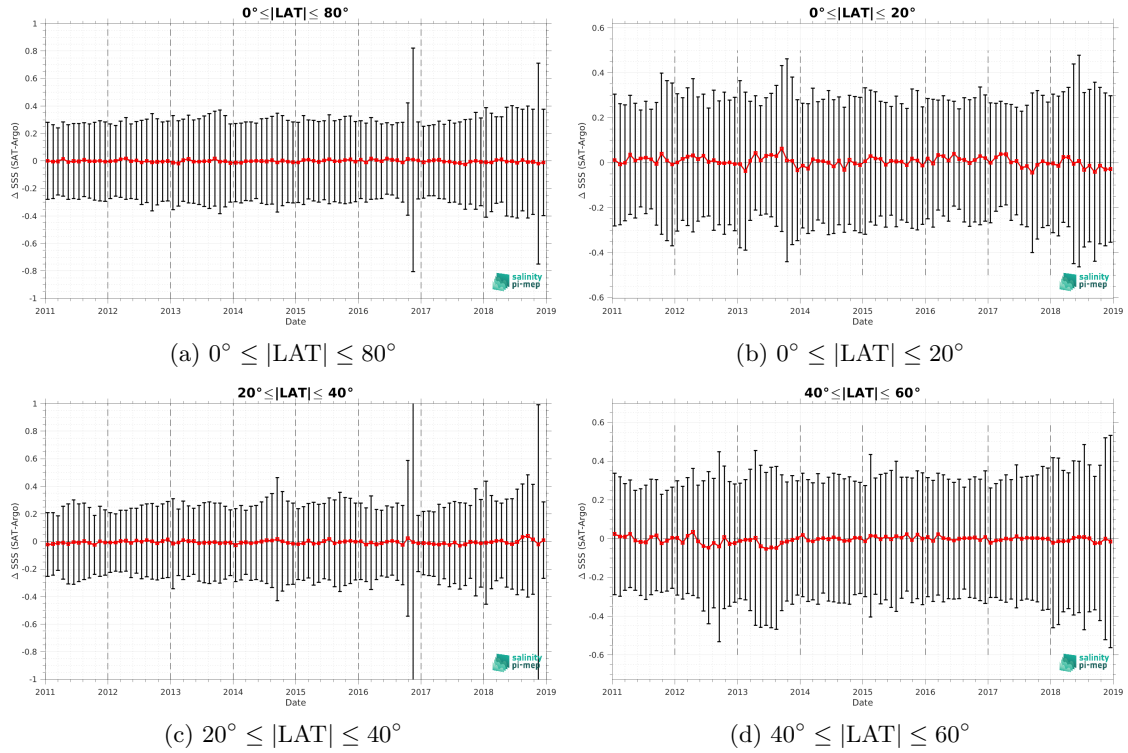 0°≤|LAT|≤ 80°
1
0.8
0.6
0.4
0.2
0
-0.2
-0.4
-0.6
-0.8
-1
Δ SSS (SAT-Argo)
2011 2012 2013 2014 2015 2016 2017 2018 2019
Date
salinity
pi-mep
(a) 0° ≤ |LAT| ≤ 80°
0°≤|LAT|≤ 20°
0.6
0.4
0.2
0
-0.2
-0.4
-0.6
Δ SSS (SAT-Argo)
2011 2012 2013 2014 2015 2016 2017 2018 2019
Date
salinity
pi-mep
(b) 0° ≤ |LAT| ≤ 20°
20°≤|LAT|≤ 40°
1
0.8
0.6
0.4
0.2
0
-0.2
-0.4
-0.6
-0.8
-1
Δ SSS (SAT-Argo)
2011 2012 2013 2014 2015 2016 2017 2018 2019
Date
salinity
pi-mep
(c) 20° ≤ |LAT| ≤ 40°
40°≤|LAT|≤ 60°
0.6
0.4
0.2
0
-0.2
-0.4
-0.6
Δ SSS (SAT-Argo)
2011 2012 2013 2014 2015 2016 2017 2018 2019
Date
salinity
pi-mep
(d) 40° ≤ |LAT| ≤ 60°